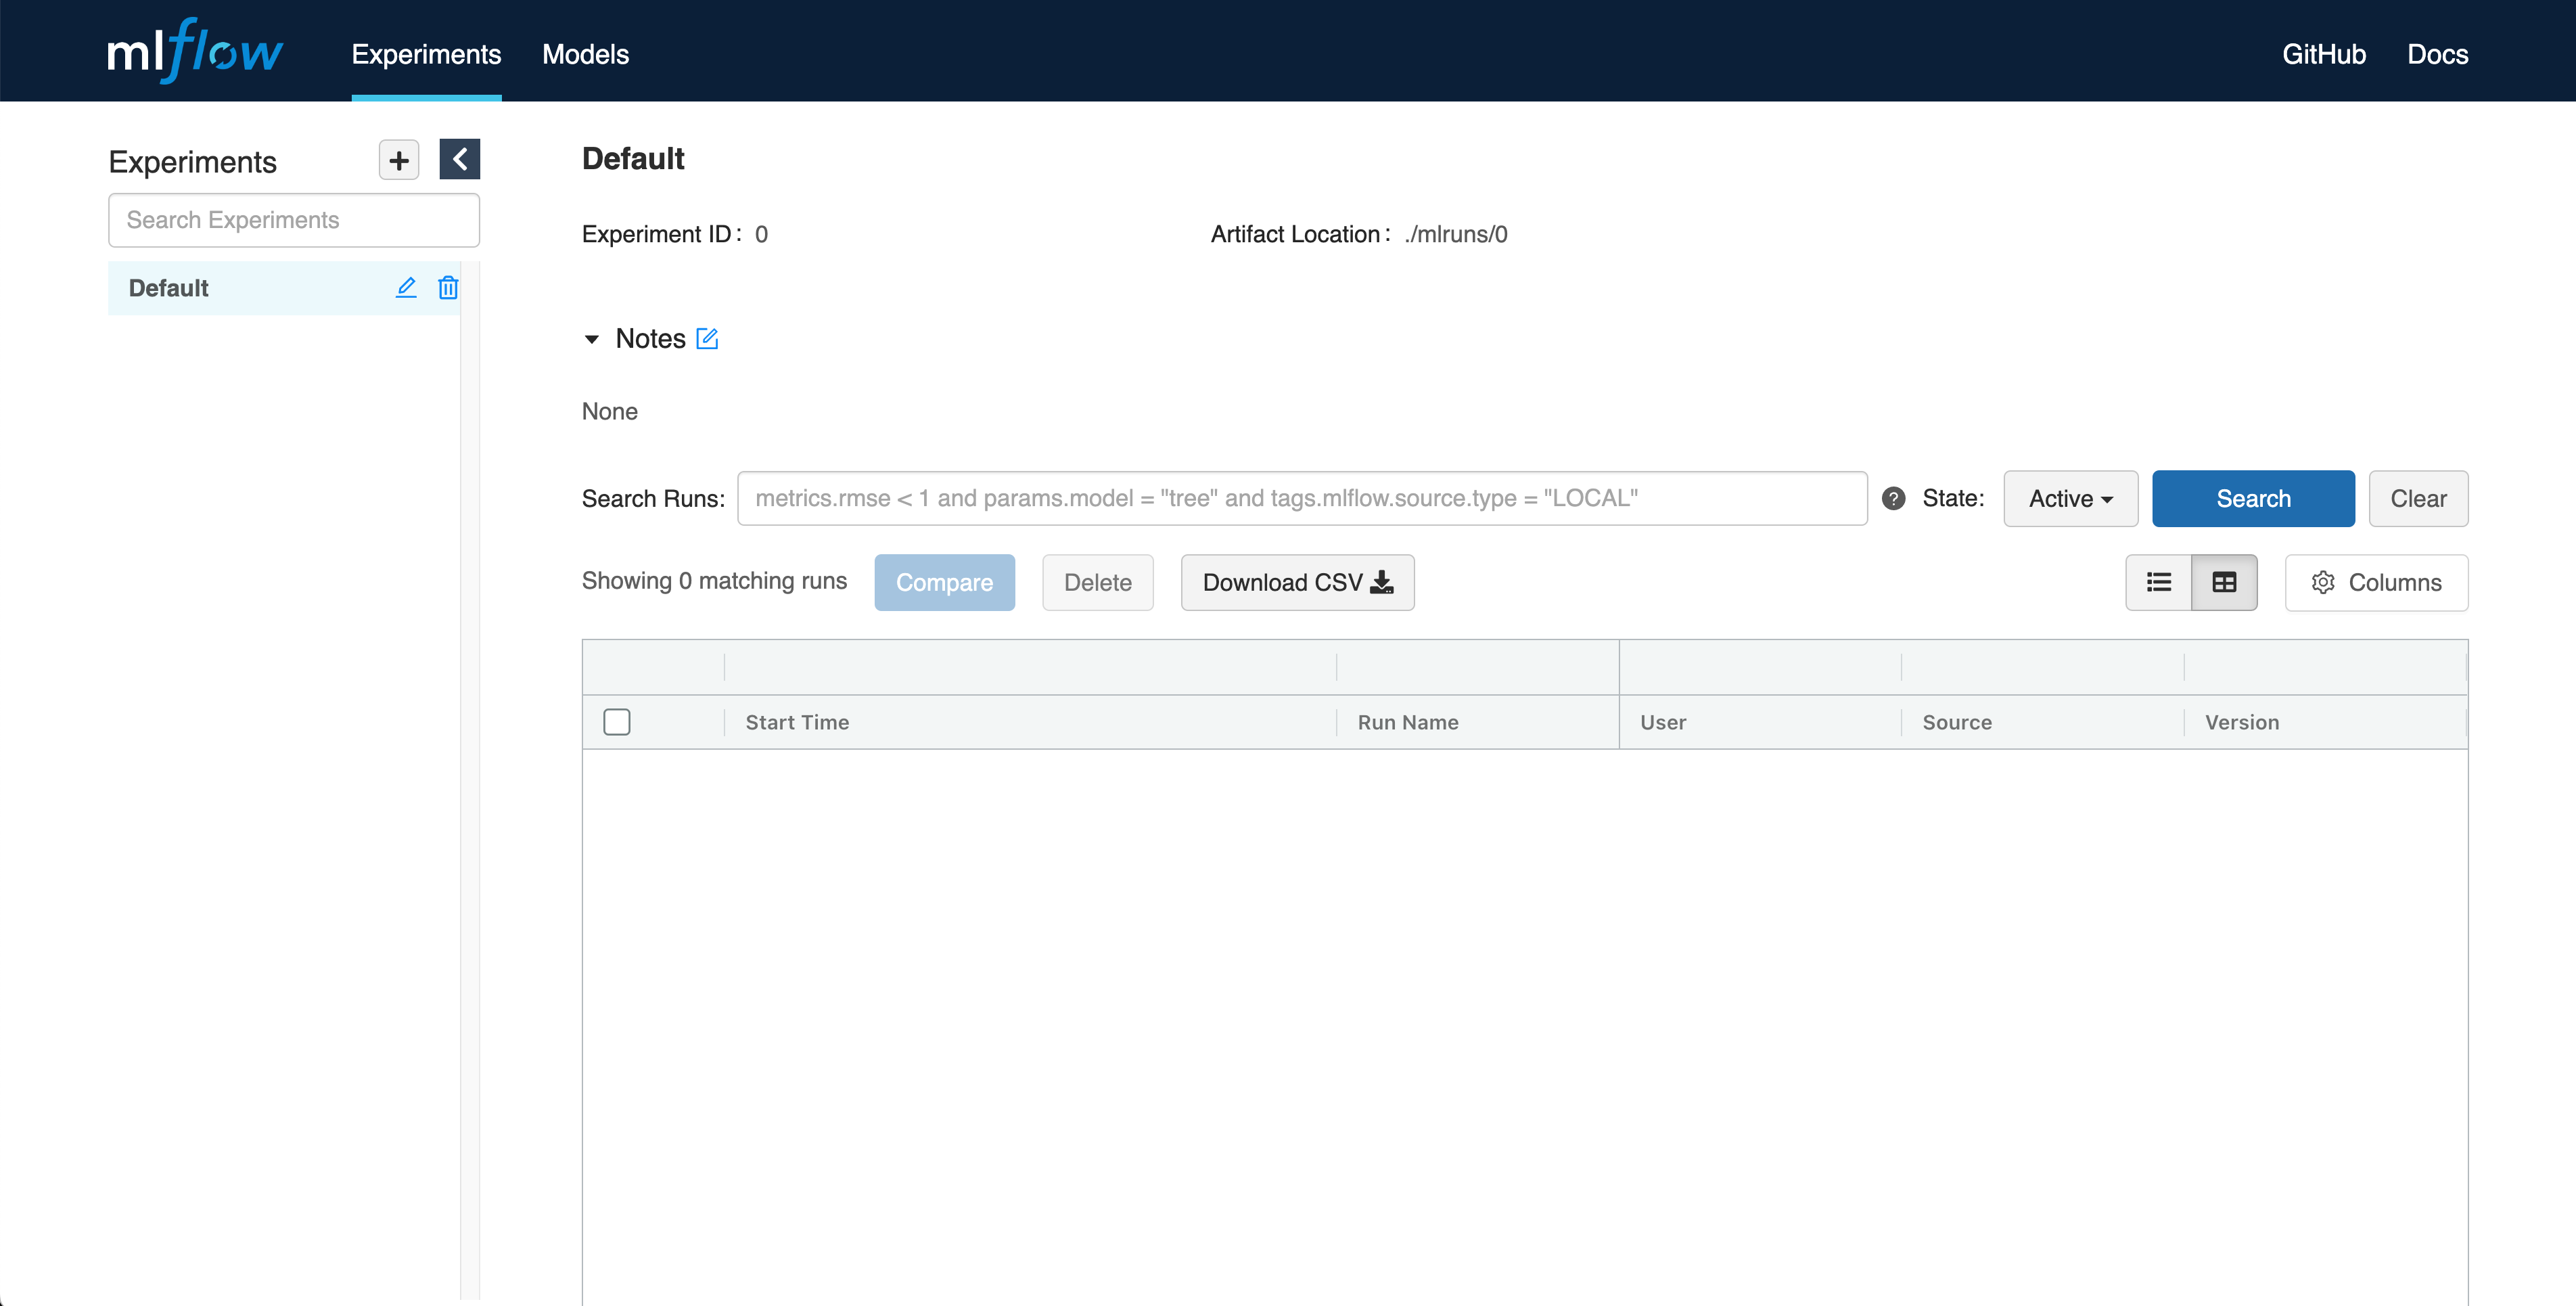 mlflow Experiments Models GitHub Docs
Experiments
Search Experiments
Default
Default
Experiment ID: 0 Artifact Location: ./mlruns/0
Notes
None
Search Runs: metrics.rmse < 1 and params.model = "tree" and tags.mlflow.source.type = "LOCAL" ? State: Active Search Clear
Showing 0 matching runs Compare Delete Download CSV Columns
Start Time Run Name User Source Version